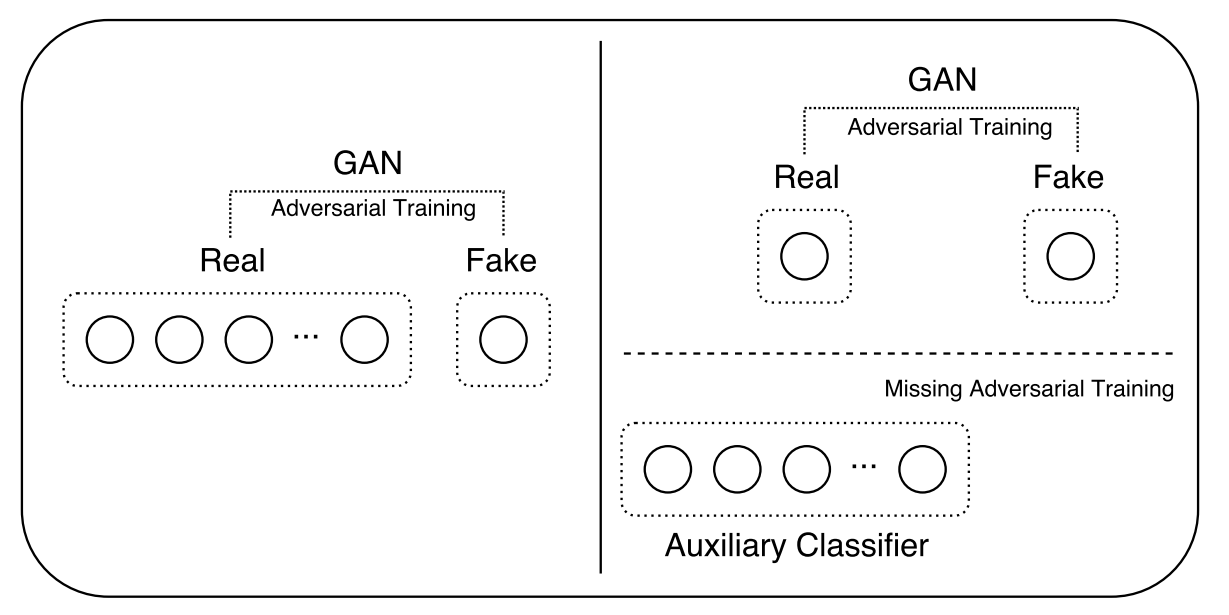 GAN
Adversarial Training
Real Fake
...
GAN
Adversarial Training
Real Fake
Missing Adversarial Training
...
Auxiliary Classifier